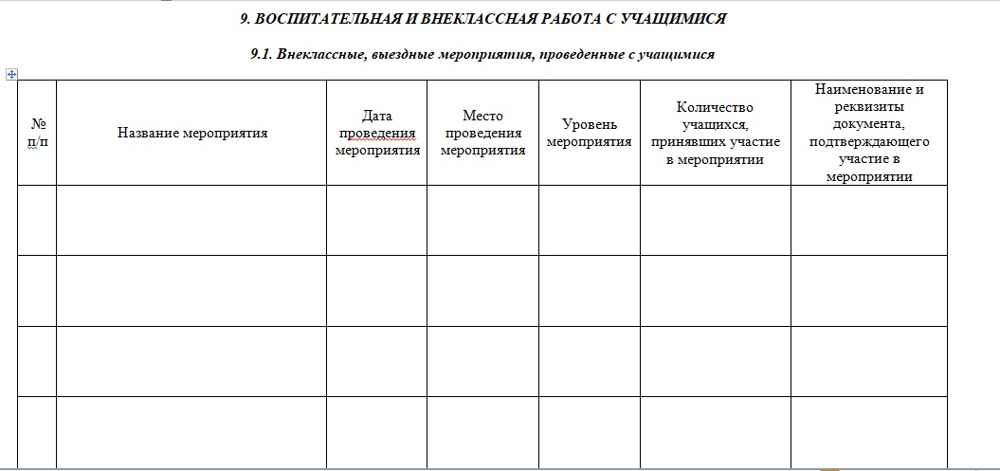 9. ВОСПИТАТЕЛЬНАЯ И ВНЕКЛАССНАЯ РАБОТА С УЧАЩИМИСЯ
9.1. Внеклассные, выездные мероприятия, проведенные с учащимися
№
п/п
Название мероприятия
Дата
проведения
мероприятия
Место
проведения
мероприятия
Уровень
мероприятия
Количество
учащихся,
принявших участие
в мероприятии
Наименование и
реквизиты
документа,
подтверждающего
участие в
мероприятии